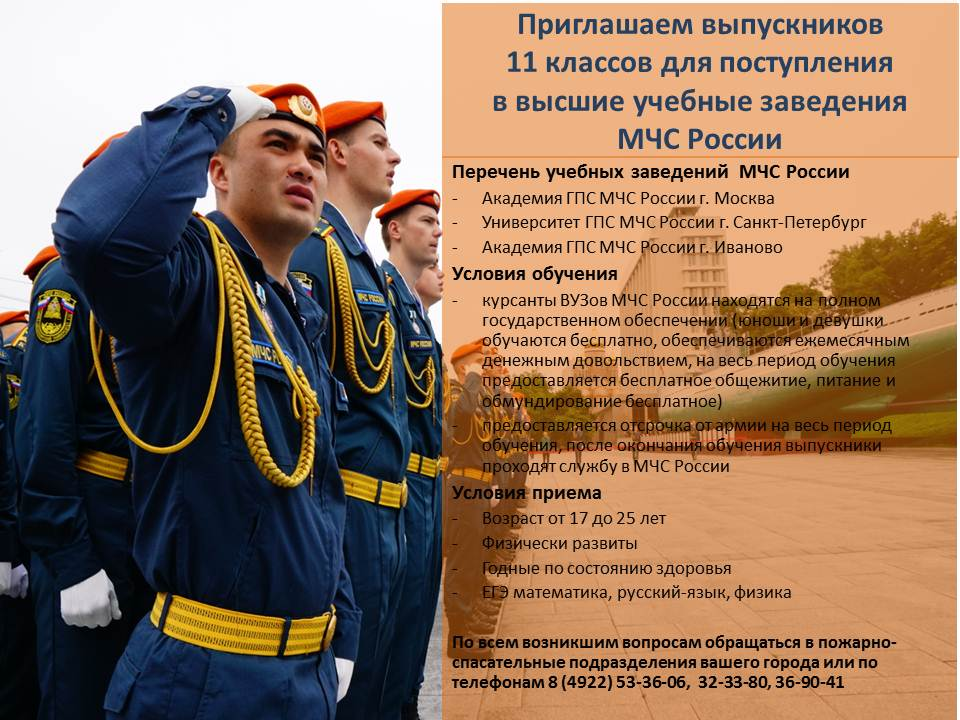 Приглашаем выпускников
11 классов для поступления
в высшие учебные заведения
МЧС России
Перечень учебных заведений МЧС России
- Академия ГПС МЧС России г. Москва
- Университет ГПС МЧС России г. Санкт-Петербург
- Академия ГПС МЧС России г. Иваново
Условия обучения
- курсанты ВУЗов МЧС России находятся на полном
государственном обеспечении (юноши и девушки
обучаются бесплатно, обеспечиваются ежемесячным
денежным довольствием, на весь период обучения
предоставляется бесплатное общежитие, питание и
обмундирование бесплатное)
- предоставляется отсрочка от армии на весь период
обучения, после окончания обучения выпускники
проходят службу в МЧС России
Условия приема
- Возраст от 17 до 25 лет
- Физически развиты
- Годные по состоянию здоровья
- ЕГЭ математика, русский-язык, физика
По всем возникшим вопросам обращаться в пожарно-
спасательные подразделения вашего города или по
телефонам 8 (4922) 53-36-06, 32-33-80, 36-90-41
МЧС РОССИИ
МЧС РОССИИ